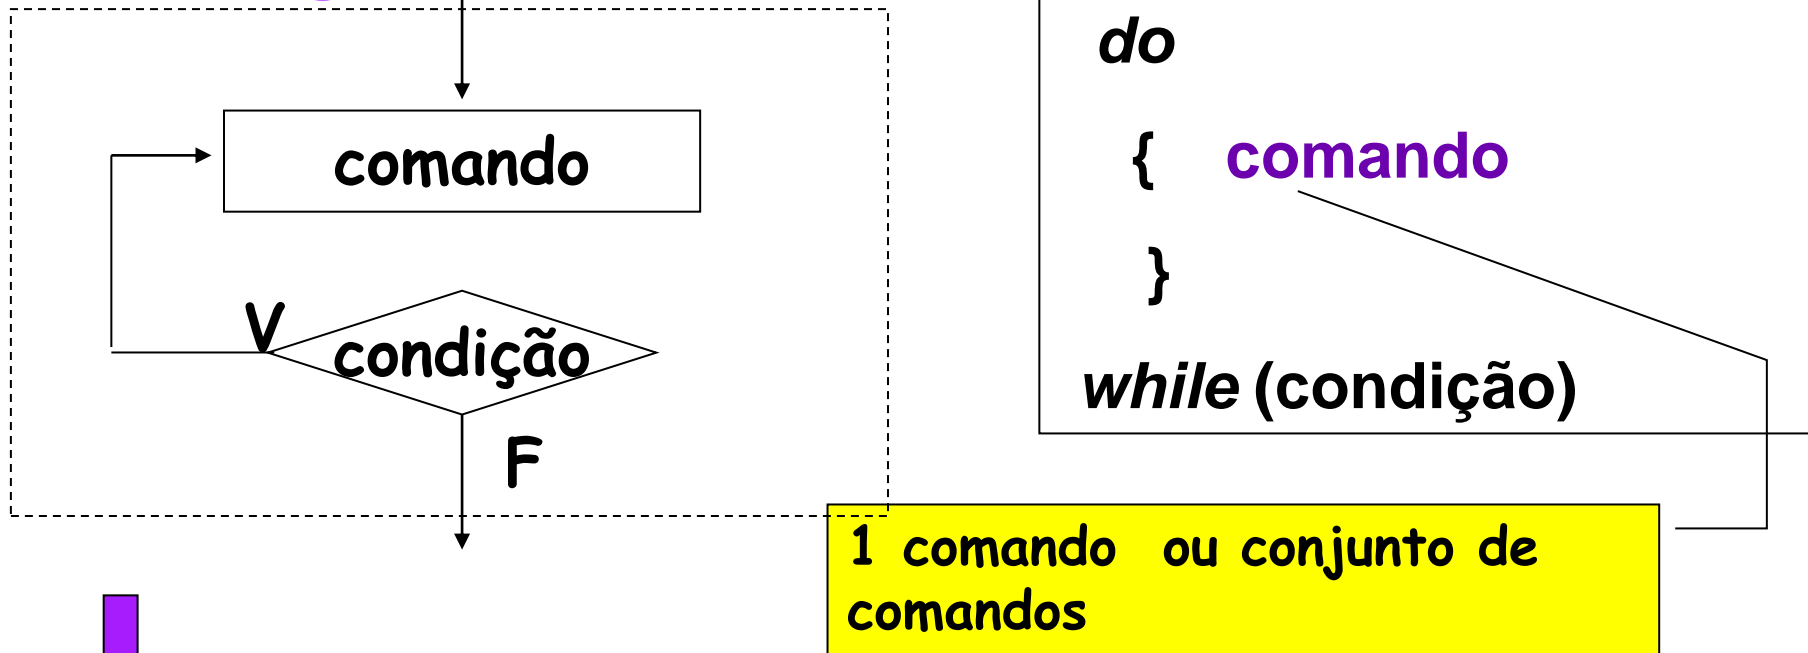 comando
V
condição
F
do
{ comando
}
while (condição)
1 comando ou conjunto de
comandos